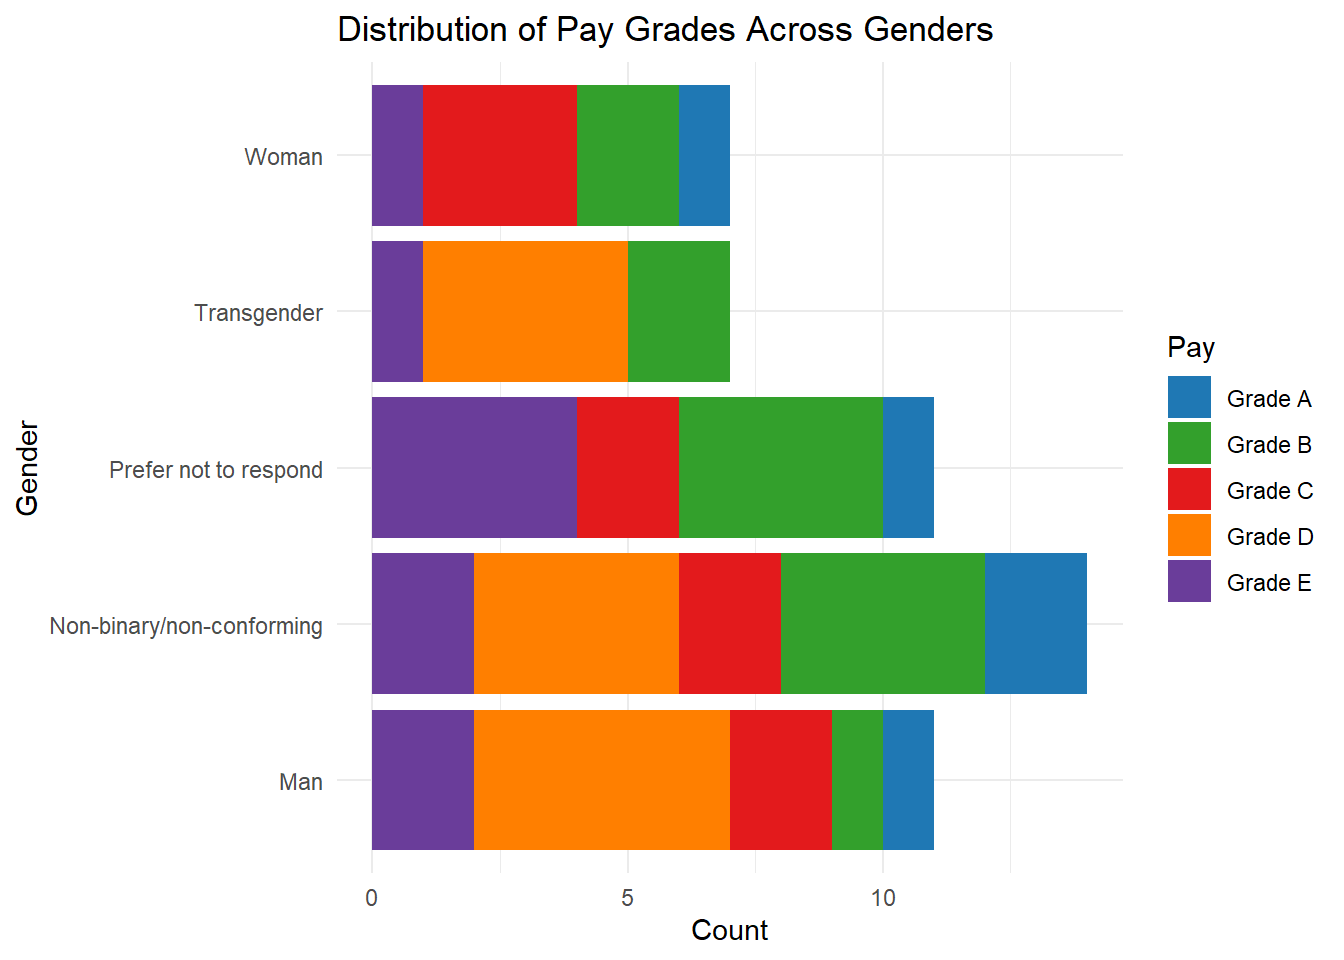 Distribution of Pay Grades Across Genders
Woman
Transgender
Prefer not to respond
Non-binary/non-conforming
Man
Gender
0
5
10
Count
Pay
Grade A
Grade B
Grade C
Grade D
Grade E